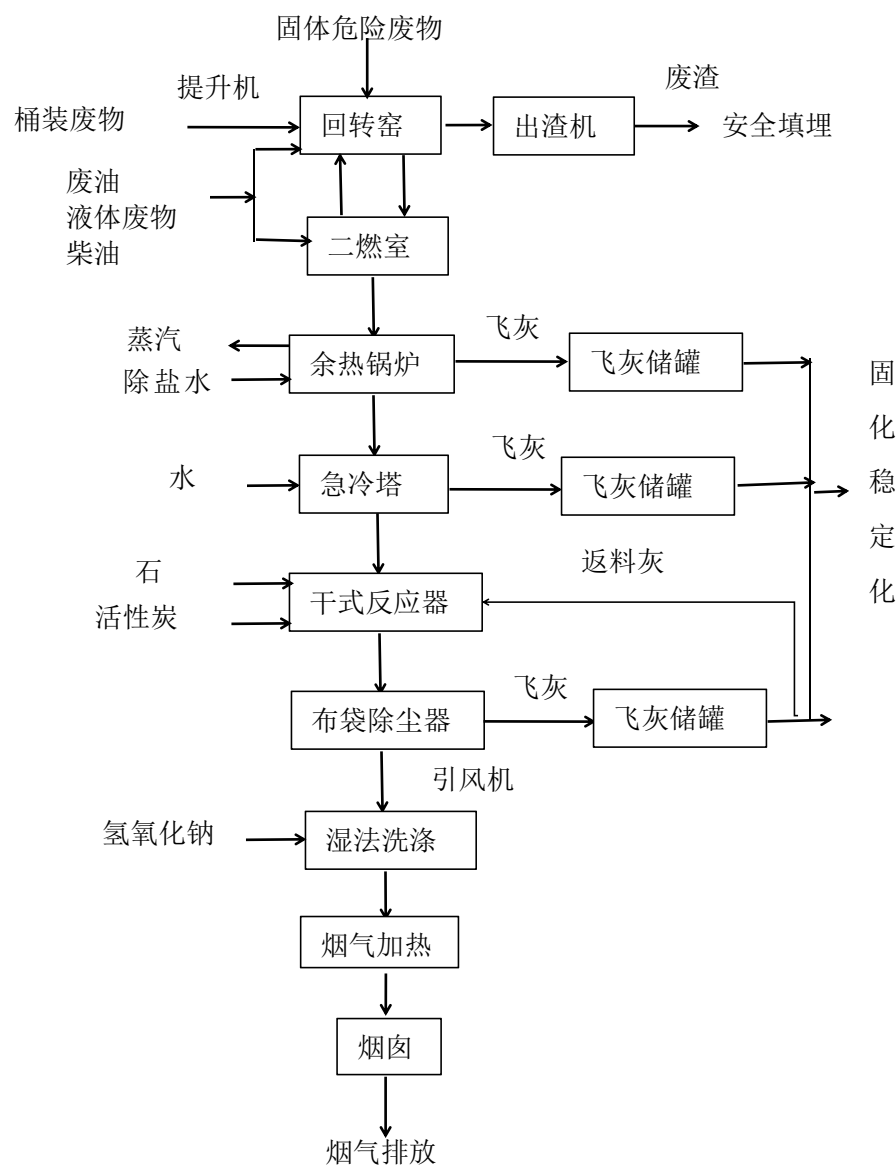 固体危险废物
提升机
废渣
桶装废物
回转窑
出渣机
安全填埋
废油
液体废物
柴油
二燃室
蒸汽
除盐水
余热锅炉
飞灰
飞灰储罐
固化稳定化
水
急冷塔
飞灰
飞灰储罐
返料灰
石
活性炭
干式反应器
布袋除尘器
飞灰
飞灰储罐
引风机
氢氧化钠
湿法洗涤
烟气加热
烟囱
烟气排放